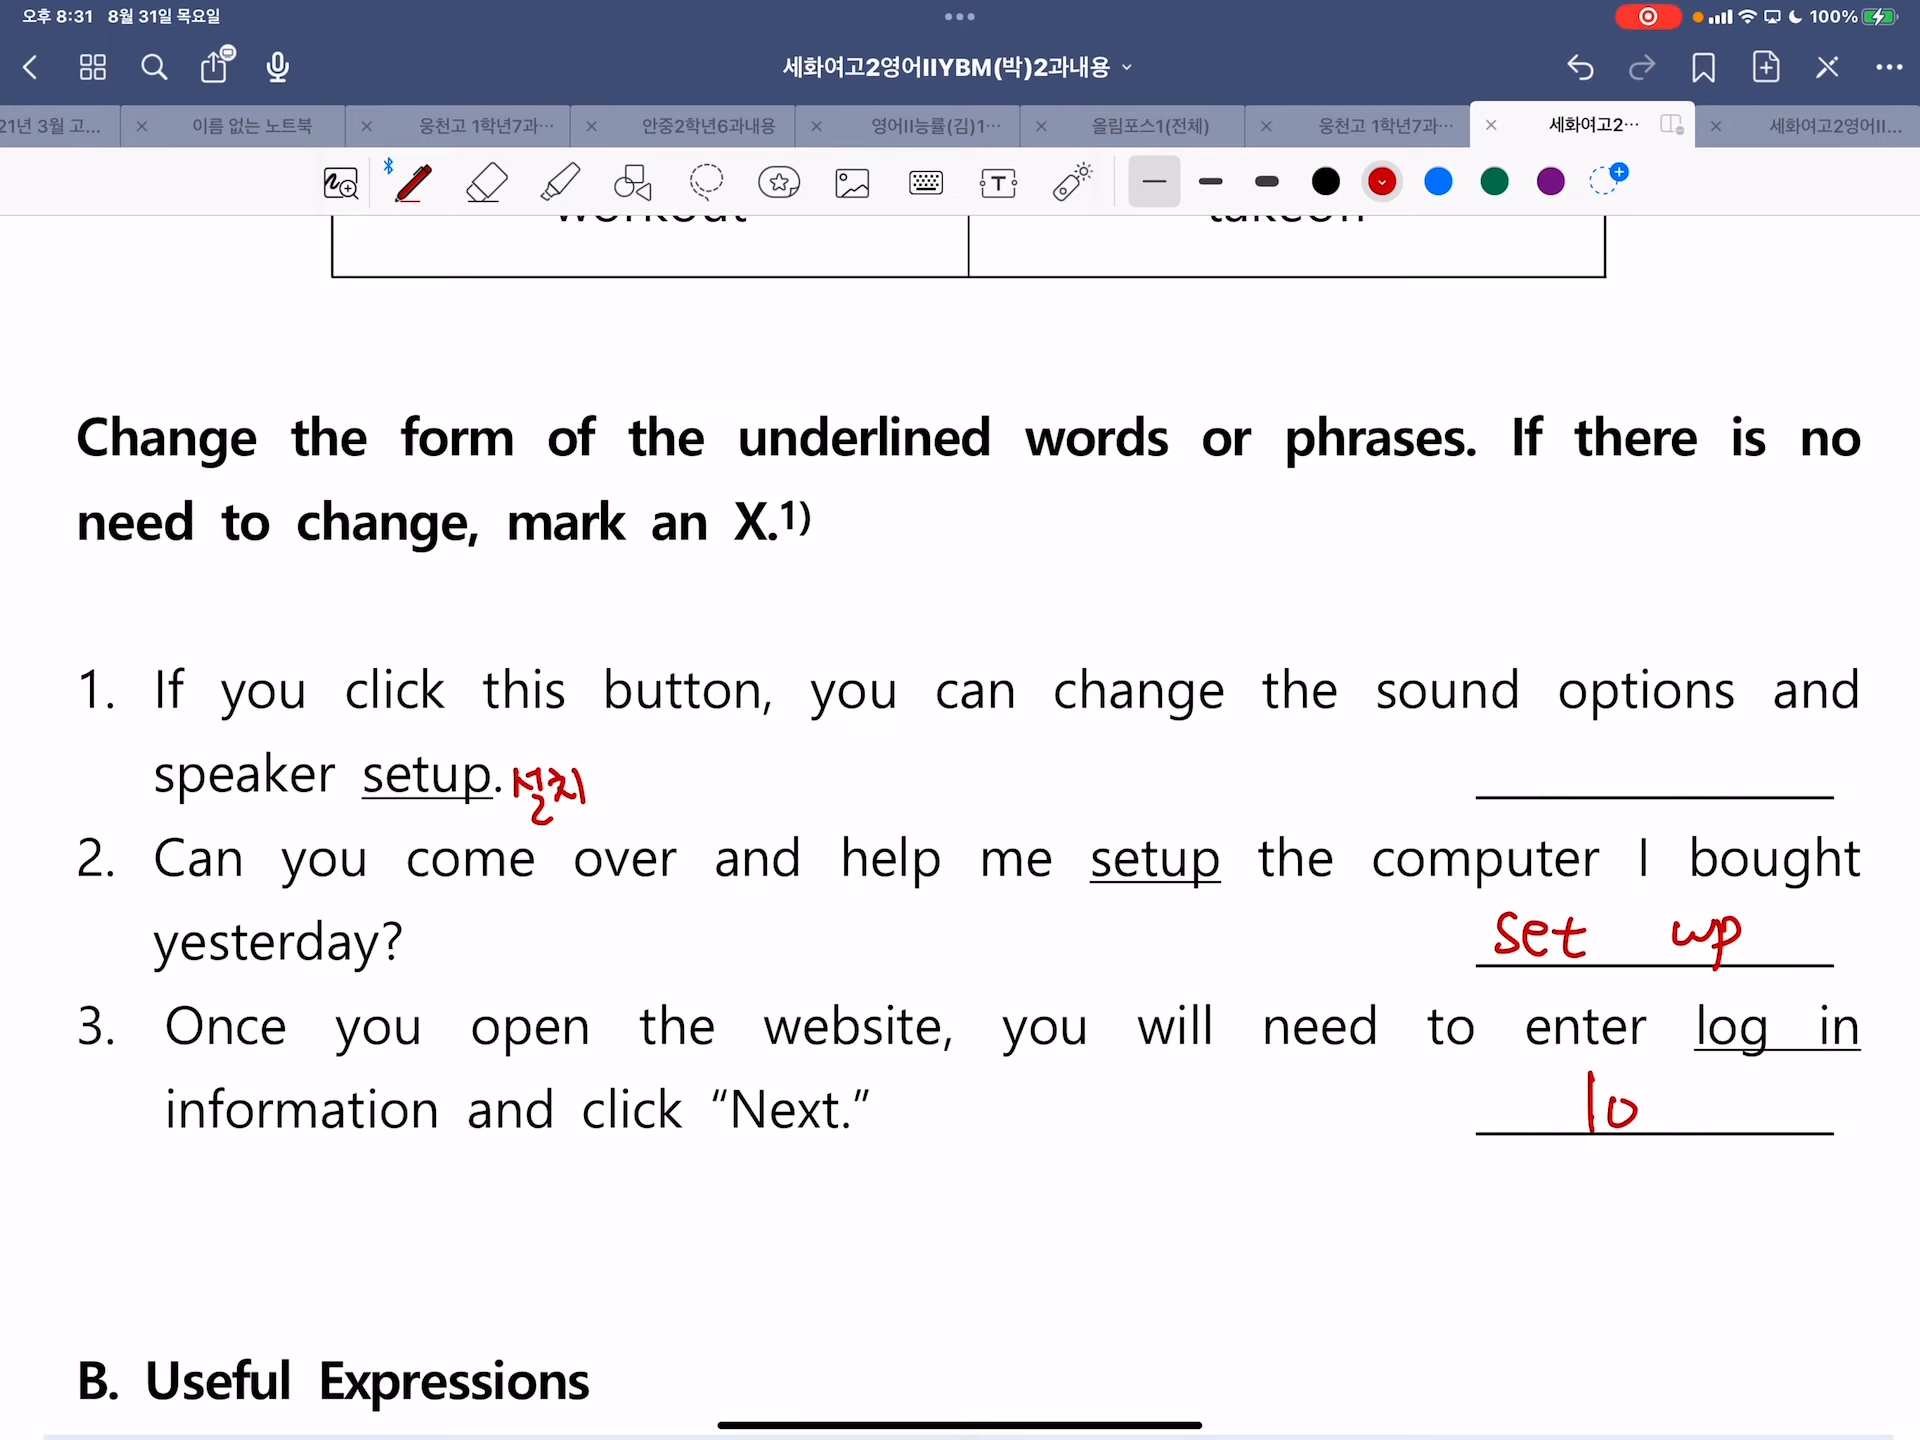 오후 8:31 8월 31일 목요일
100%
세화여고2영어IIYBM(박)2과내용
21년 3월 고...
이름 없는 노트북
웅천고 1학년7과…
안중2학년6과내용
영어II능률(김)1…
올림포스1(전체)
웅천고 1학년7과…
세화여고2…
세화여고2영어II...
Change the form of the underlined words or phrases. If there is no
need to change, mark an X.1)
1. If you click this button, you can change the sound options and
speaker setup. 설치
2. Can you come over and help me setup the computer I bought
yesterday? set up
3. Once you open the website, you will need to enter log in
information and click “Next.” lo
B. Useful Expressions